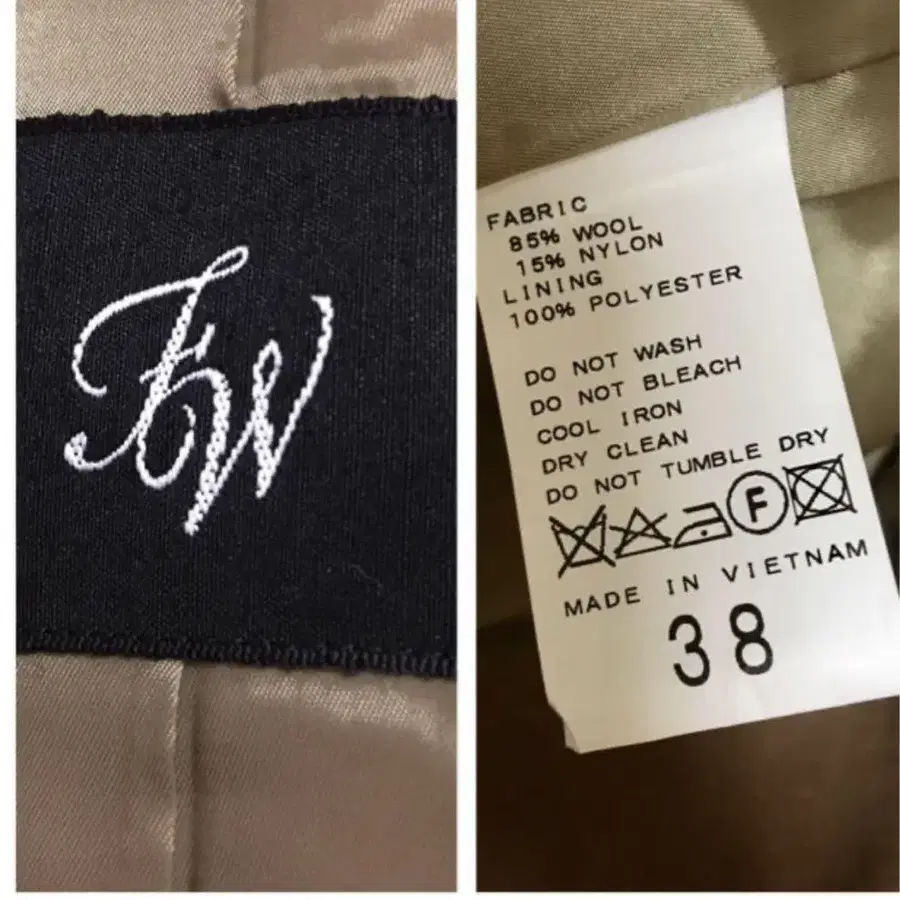 FW
FABRIC
85% WOOL
15% NYLON
LINING
100% POLYESTER
DO NOT WASH
DO NOT BLEACH
COOL IRON
DRY CLEAN
DO NOT TUMBLE DRY
F
MADE IN VIETNAM
38